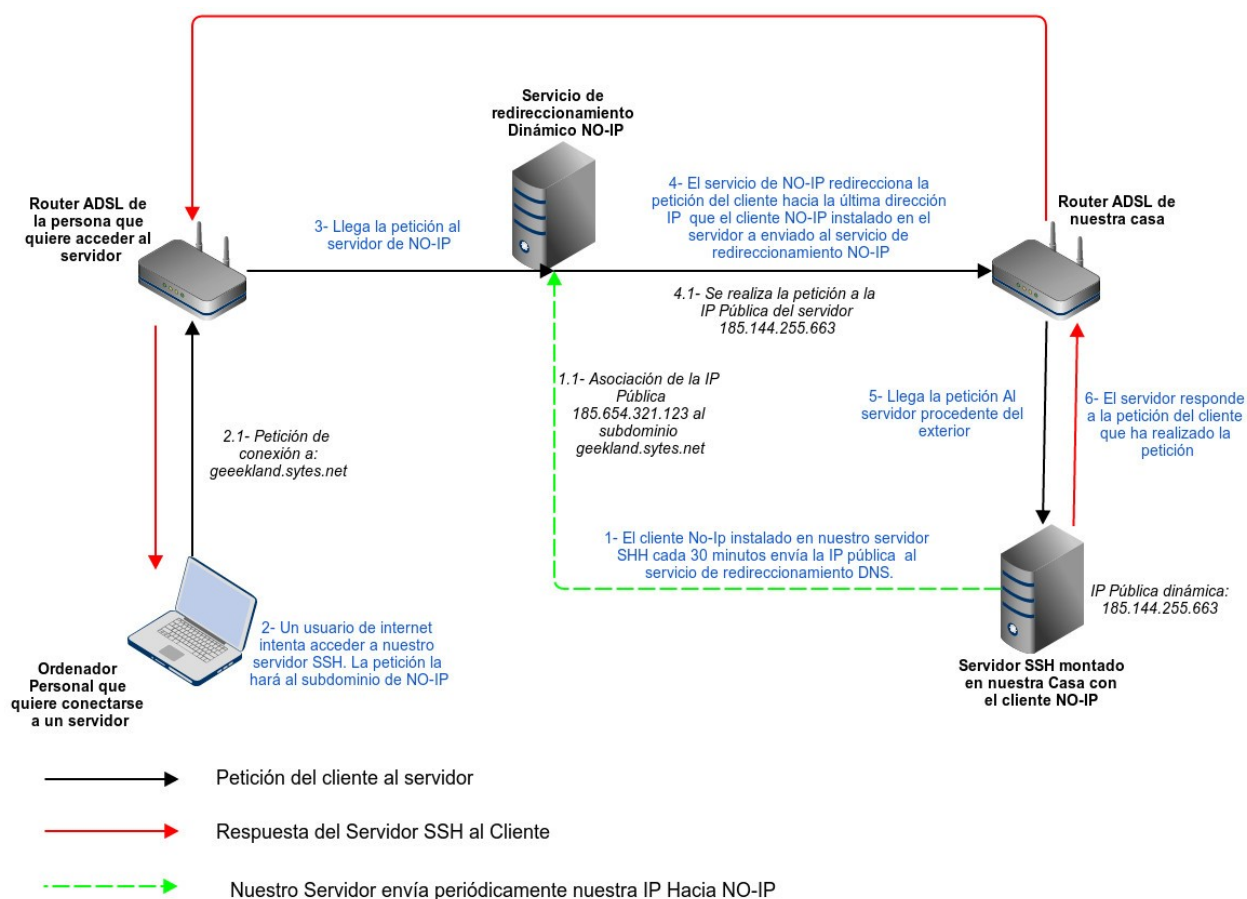 Servicio de
redireccionamiento
Dinámico NO-IP
Router ADSL de
la persona que
quiere acceder al
servidor
3- Llega la petición al
servidor de NO-IP
4- El servicio de NO-IP redirecciona la
petición del cliente hacia la última dirección
IP que el cliente NO-IP instalado en el
servidor a enviado al servicio de
redireccionamiento NO-IP
Router ADSL de
nuestra casa
4.1- Se realiza la petición a la
IP Pública del servidor
185.144.255.663
1.1- Asociación de la IP
Pública
185.654.321.123 al
subdominio
geekland.sytes.net
2.1- Petición de
conexión a:
geeekland.sytes.net
5- Llega la petición Al
servidor procedente del
exterior
6- El servidor responde
a la petición del cliente
que ha realizado la
petición
1- El cliente No-Ip instalado en nuestro servidor
SHH cada 30 minutos envía la IP pública al
servicio de redireccionamiento DNS.
IP Pública dinámica:
185.144.255.663
2- Un usuario de internet
intenta acceder a nuestro
servidor SSH. La petición la
hará al subdominio de NO-IP
Ordenador
Personal que
quiere conectarse
a un servidor
Servidor SSH montado
en nuestra Casa con
el cliente NO-IP
Petición del cliente al servidor
Respuesta del Servidor SSH al Cliente
Nuestro Servidor envía periódicamente nuestra IP Hacia NO-IP